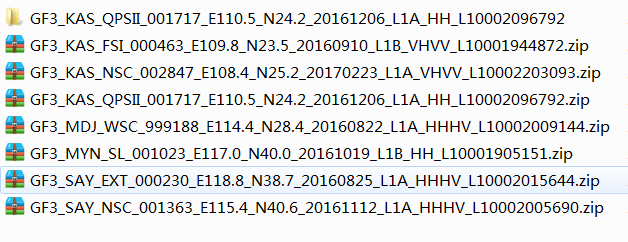 GF3_KAS_QPSII_001717_E110.5_N24.2_20161206_L1A_HH_L10002096792
GF3_KAS_FSI_000463_E109.8_N23.5_20160910_L1B_VHVV_L10001944872.zip
GF3_KAS_NSC_002847_E108.4_N25.2_20170223_L1A_VHVV_L10002203093.zip
GF3_KAS_QPSII_001717_E110.5_N24.2_20161206_L1A_HH_L10002096792.zip
GF3_MDJ_WSC_999188_E114.4_N28.4_20160822_L1A_HHHV_L10002009144.zip
GF3_MYN_SL_001023_E117.0_N40.0_20161019_L1B_HH_L10001905151.zip
GF3_SAY_EXT_000230_E118.8_N38.7_20160825_L1A_HHHV_L10002015644.zip
GF3_SAY_NSC_001363_E115.4_N40.6_20161112_L1A_HHHV_L10002005690.zip